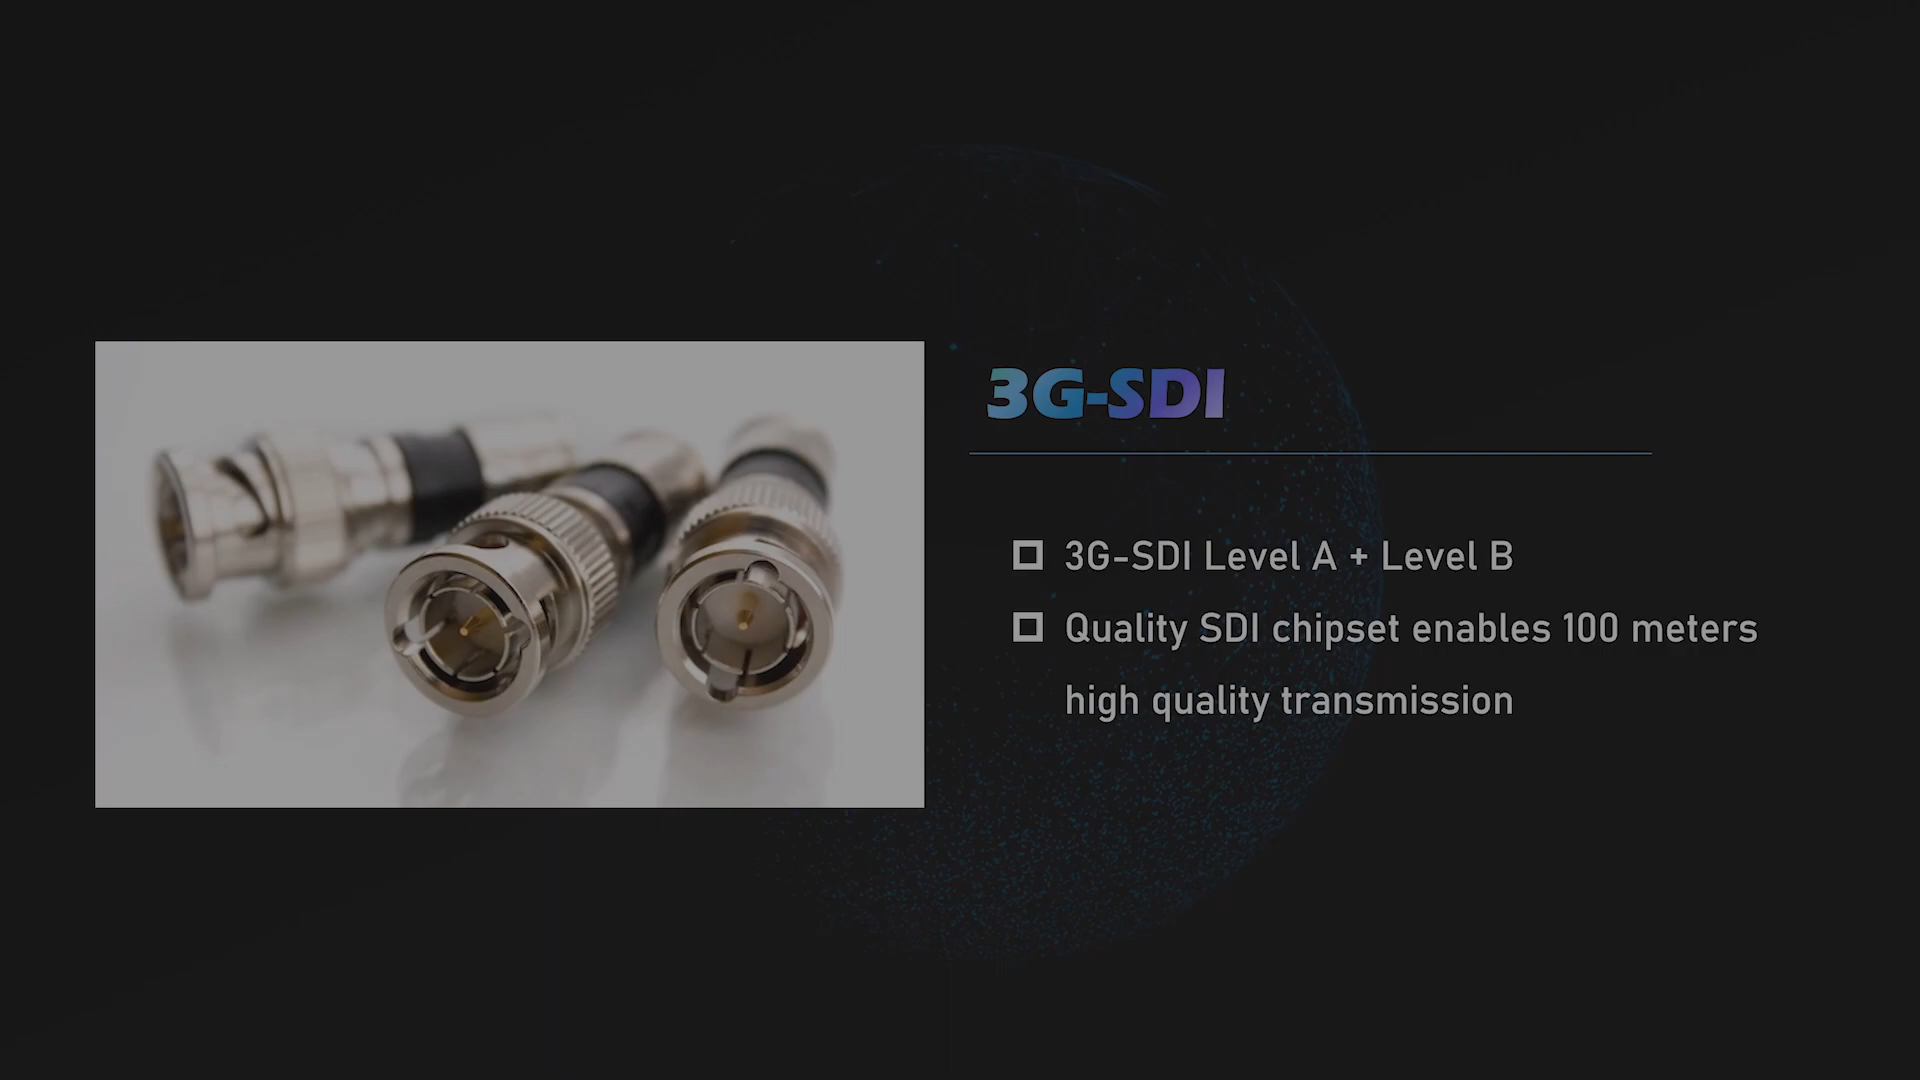 3G-SDI
3G-SDI Level A + Level B
Quality SDI chipset enables 100 meters
high quality transmission